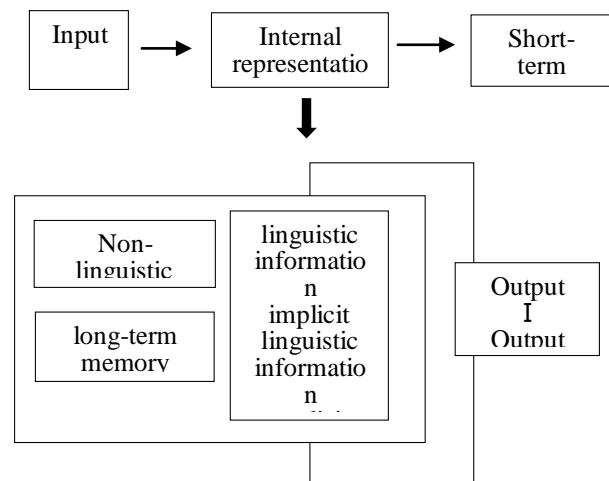 Input
Internal
representatio
Short-
term
Non-
linguistic
long-term
memory
linguistic
informatio
n
implicit
linguistic
informatio
n
Output
I
Output